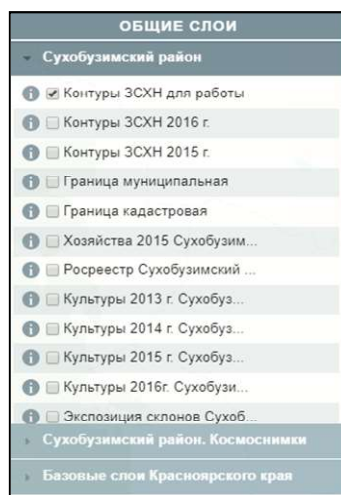 ОБЩИЕ СЛОИ
Сухобузимский район
Контуры ЗСХН для работы
Контуры ЗСХН 2016 г.
Контуры ЗСХН 2015 г.
Граница муниципальная
Граница кадастровая
Хозяйства 2015 Сухобузим...
Росреестр Сухобузимский ...
Культуры 2013 г. Сухобуз...
Культуры 2014 г. Сухобуз...
Культуры 2015 г. Сухобуз...
Культуры 2016г. Сухобузи...
Экспозиция склонов Сухоб...
Сухобузимский район. Космоснимки
Базовые слои Красноярского края